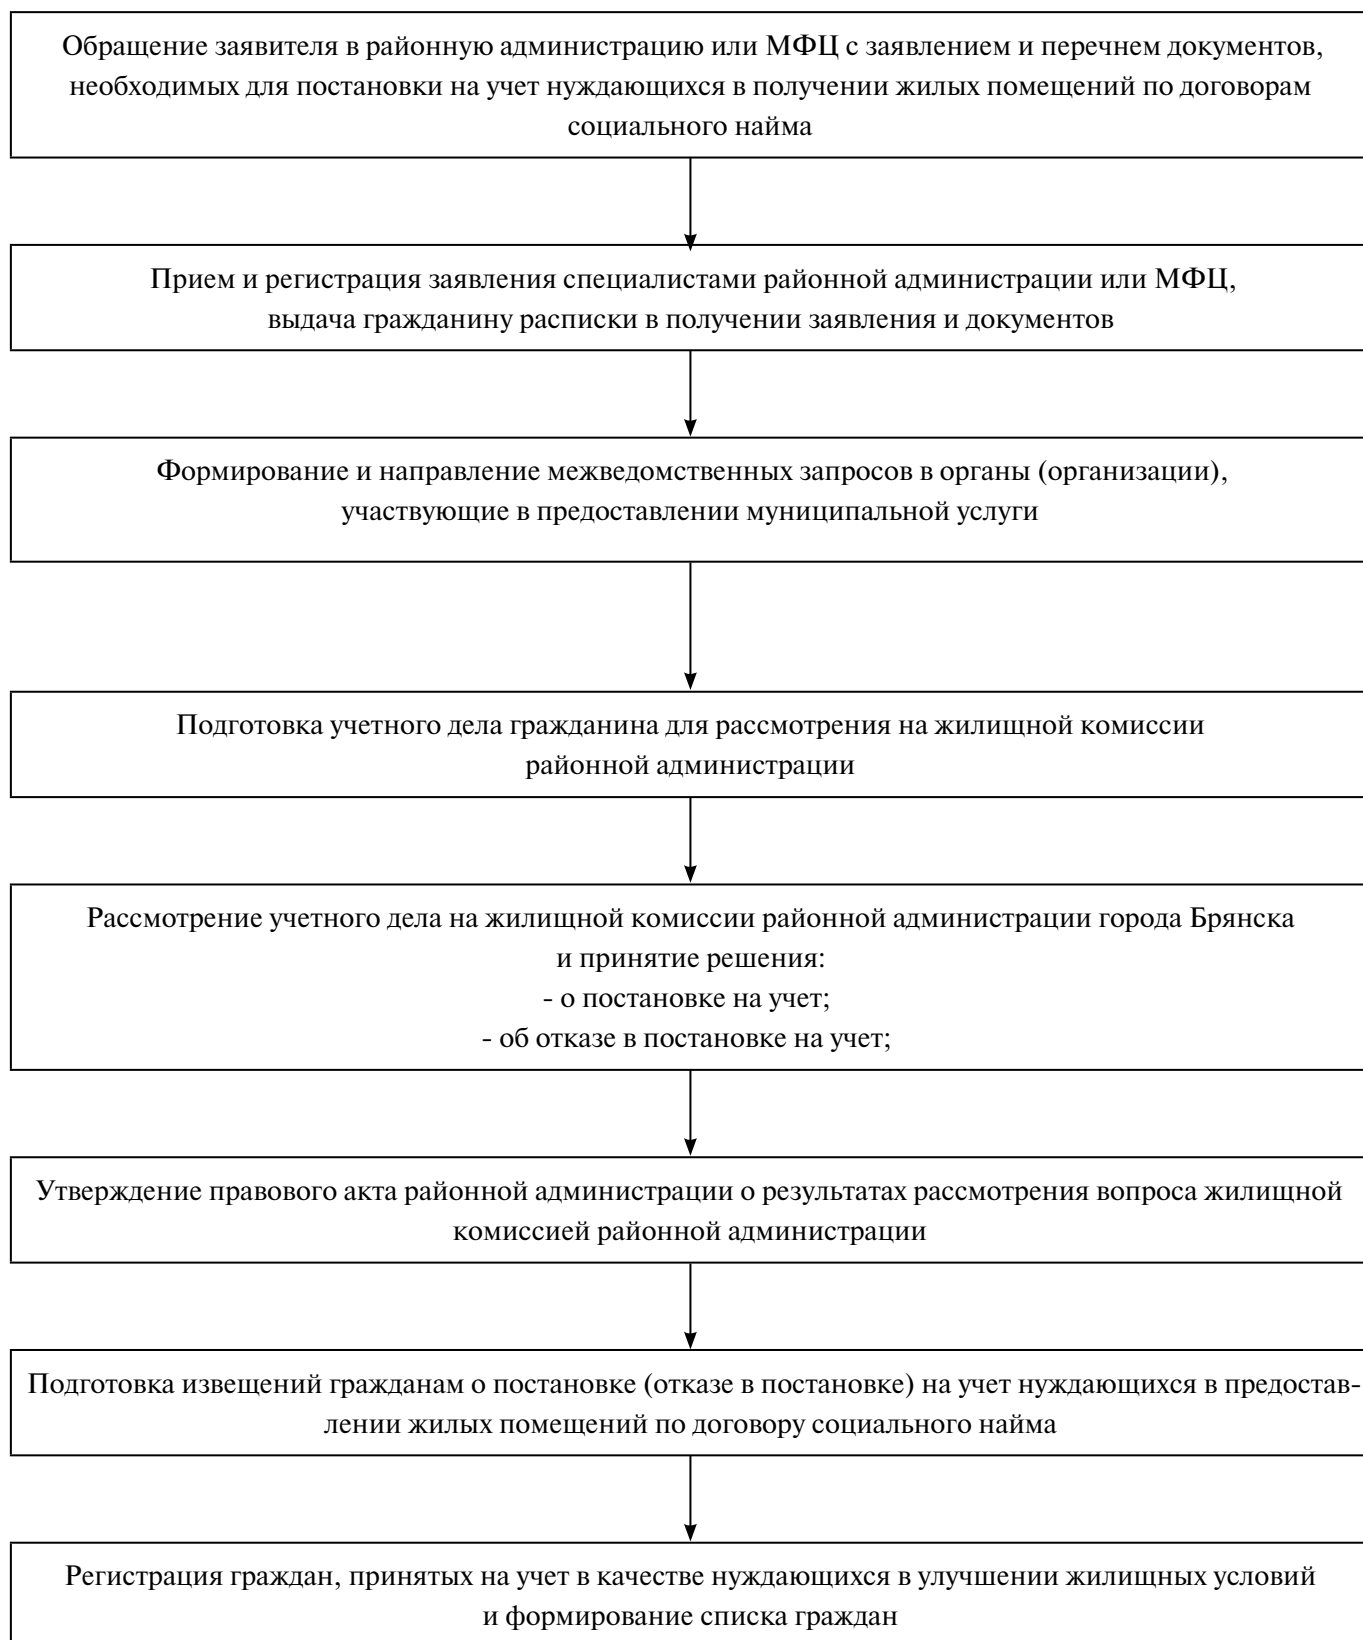 Обращение заявителя в районную администрацию или МФЦ с заявлением и перечнем документов,
необходимых для постановки на учет нуждающихся в получении жилых помещений по договорам
социального найма
Прием и регистрация заявления специалистами районной администрации или МФЦ,
выдача гражданину расписки в получении заявления и документов
Формирование и направление межведомственных запросов в органы (организации),
участвующие в предоставлении муниципальной услуги
Подготовка учетного дела гражданина для рассмотрения на жилищной комиссии
районной администрации
Рассмотрение учетного дела на жилищной комиссии районной администрации города Брянска
и принятие решения:
- о постановке на учет;
- об отказе в постановке на учет;
Утверждение правового акта районной администрации о результатах рассмотрения вопроса жилищной
комиссией районной администрации
Подготовка извещений гражданам о постановке (отказе в постановке) на учет нуждающихся в предостав-
лении жилых помещений по договору социального найма
Регистрация граждан, принятых на учет в качестве нуждающихся в улучшении жилищных условий
и формирование списка граждан